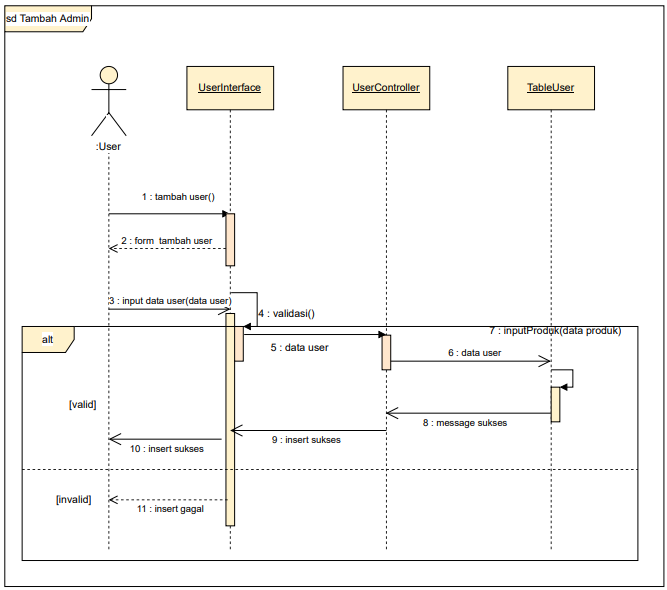 sd Tambah Admin
UserInterface
UserController
TableUser
:User
1 : tambah user()
2 : form tambah user
3 : input data user(data user)
4 : validasi()
alt
7 : inputProduk(data produk)
5 : data user
6 : data user
[valid]
8 : message sukses
9 : insert sukses
10 : insert sukses
[invalid]
11 : insert gagal